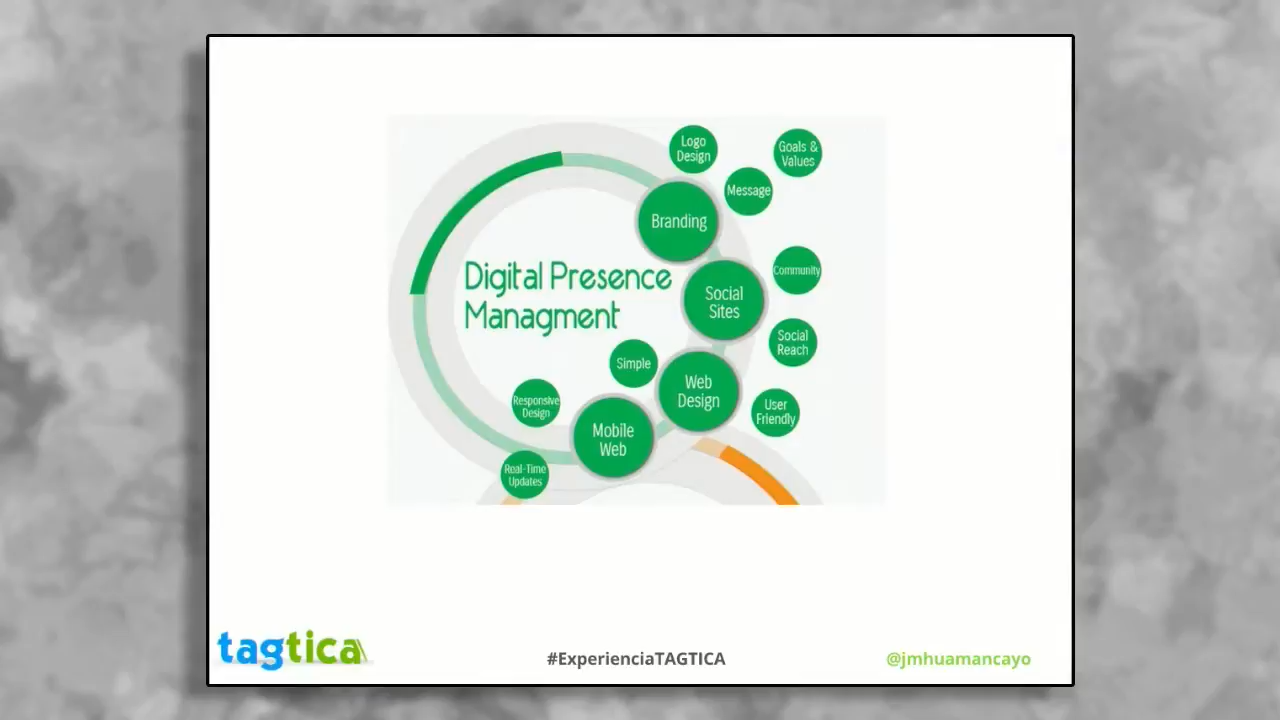 Logo
Design
Goals &
Values
Message
Branding
Digital Presence
Managment
Community
Social
Sites
Social
Reach
Simple
Web
Design
User
Friendly
Responsive
Design
Mobile
Web
Real-Time
Updates
tagtica
#ExperienciaTAGTICA
@jmhuamancayo